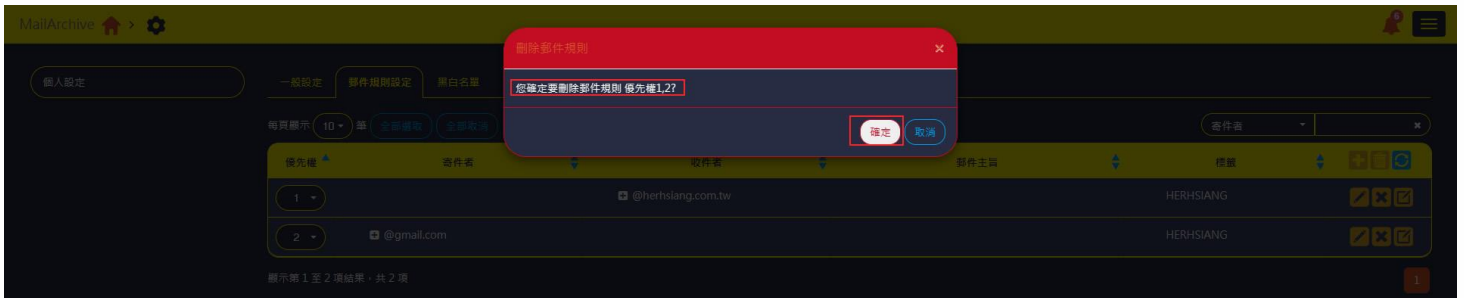 MailArchive
6
刪除郵件規則
×
個人設定
一般設定 郵件規則設定 黑白名單
您確定要刪除郵件規則 優先權1,2?
每頁顯示 10 筆 全部選取 全部取消
確定 取消
寄件者
×
優先權 寄件者 收件者 郵件主旨 標籤
1 @herhsiang.com.tw HERHSIANG
2 @gmail.com HERHSIANG
顯示第 1 至 2 項結果，共 2 項
1